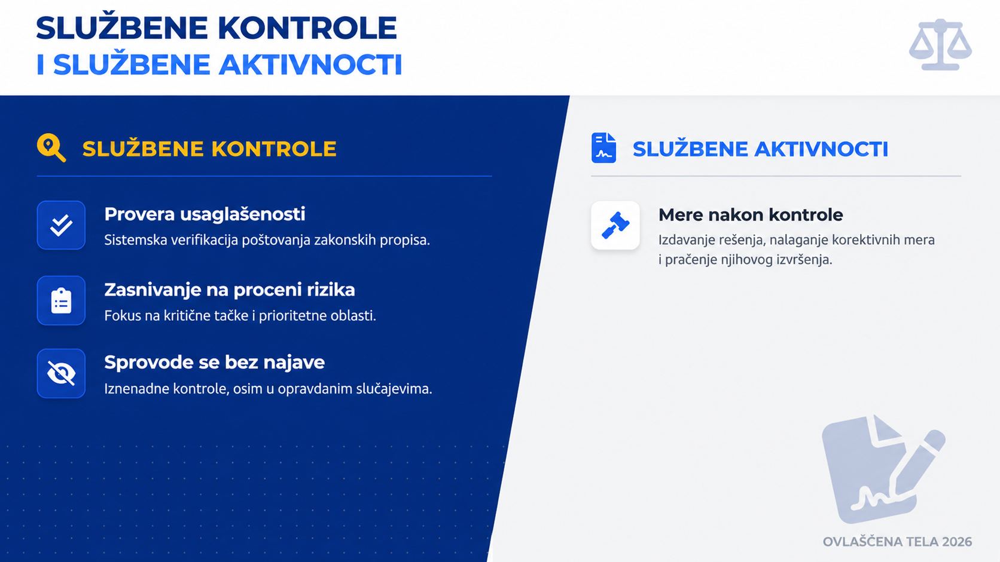 SLUŽBENE KONTROLE
I SLUŽBENE AKTIVNOCTI
SLUŽBENE KONTROLE
Provera usaglašenosti
Sistemska verifikacija poštovanja zakonskih propisa.
Zasnivanje na proceni rizika
Fokus na kritične tačke i prioritetne oblasti.
Sprovode se bez najave
Iznenadne kontrole, osim u opravdanim slučajevima.
SLUŽBENE AKTIVNOCTI
Mere nakon kontrole
Izdavanje rešenja, nalaganje korektivnih mera
i pračenje njihovog izvršenja.
OVLAŠČENA TELA 2026